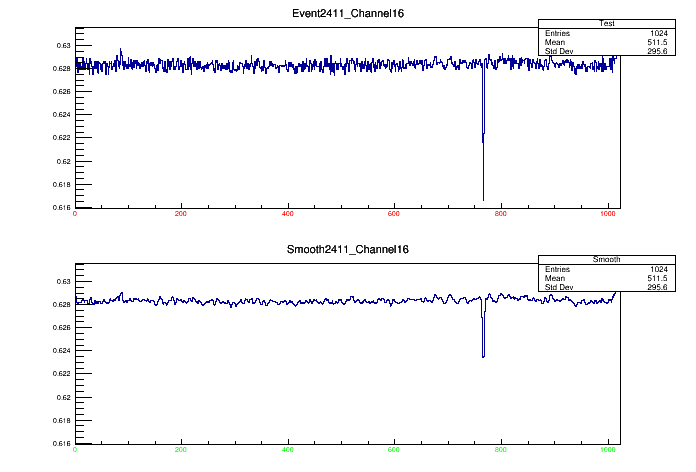 Event2411_Channel16
Test
Entries 1024
Mean 511.5
Std Dev 295.6
0.63
0.628
0.626
0.624
0.622
0.62
0.618
0.616
0 200 400 600 800 1000
Smooth2411_Channel16
Smooth
Entries 1024
Mean 511.5
Std Dev 295.6
0.63
0.628
0.626
0.624
0.622
0.62
0.618
0.616
0 200 400 600 800 1000